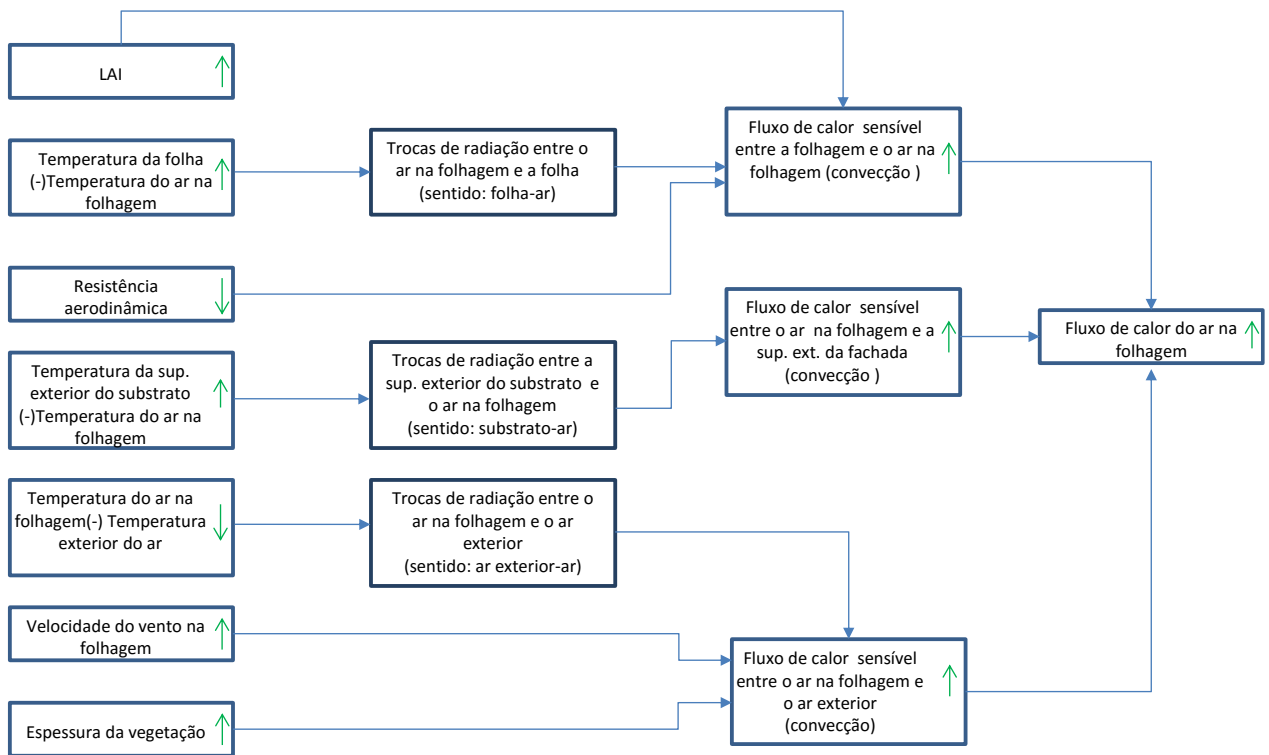 LAI
Temperatura da folha
(-)Temperatura do ar na
folhagem
Trocas de radiação entre o
ar na folhagem e a folha
(sentido: folha-ar)
Fluxo de calor sensível
entre a folhagem e o ar na
folhagem (convecção )
Resistência
aerodinâmica
Temperatura da sup.
exterior do substrato
(-)Temperatura do ar na
folhagem
Trocas de radiação entre a
sup. exterior do substrato e
o ar na folhagem
(sentido: substrato-ar)
Fluxo de calor sensível
entre o ar na folhagem e a
sup. ext. da fachada
(convecção )
Fluxo de calor do ar na
folhagem
Temperatura do ar na
folhagem(-) Temperatura
exterior do ar
Trocas de radiação entre o
ar na folhagem e o ar
exterior
(sentido: ar exterior-ar)
Velocidade do vento na
folhagem
Fluxo de calor sensível
entre o ar na folhagem e
o ar exterior
(convecção)
Espessura da vegetação